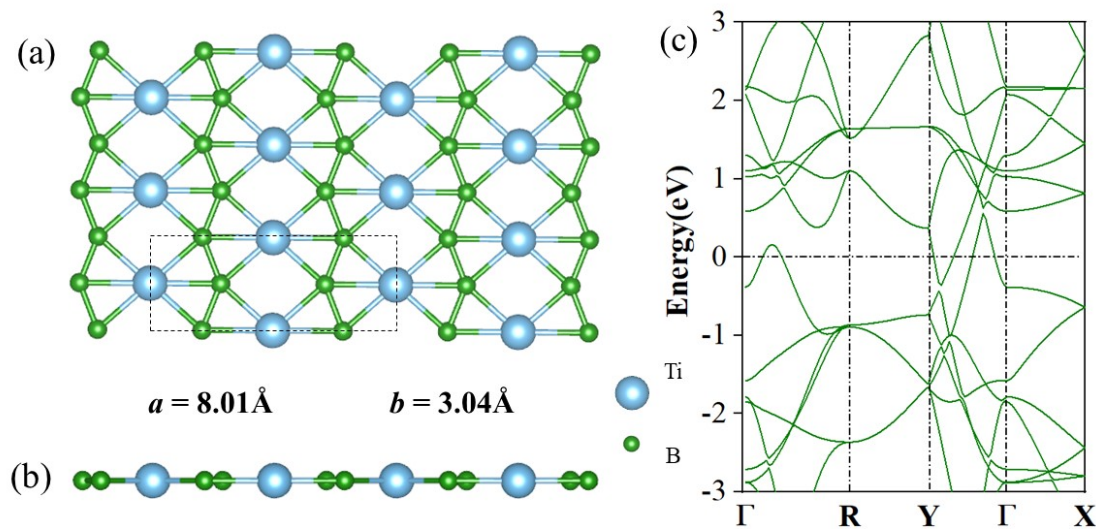 (a)
a = 8.01Å
b = 3.04Å
Ti
B
(b)
(c)
Energy(eV)
3
2
1
0
-1
-2
-3
Γ
R
Y
Γ
X